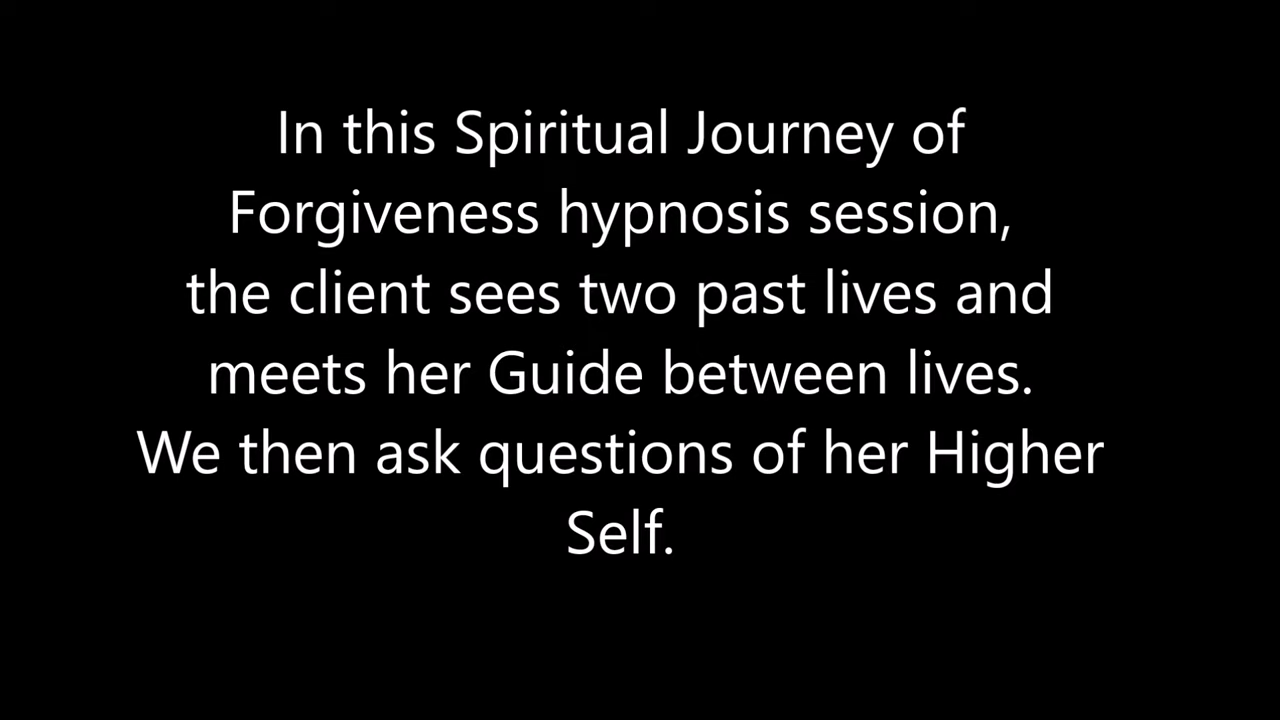 In this Spiritual Journey of
Forgiveness hypnosis session,
the client sees two past lives and
meets her Guide between lives.
We then ask questions of her Higher
Self.